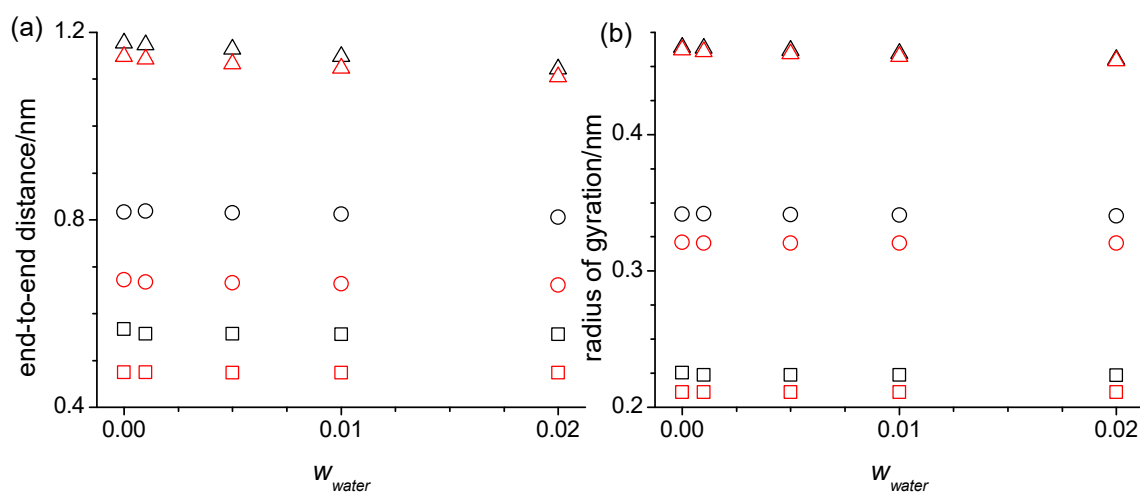 (a)
1.2
0.8
0.4
end-to-end distance/nm
0.00
0.01
0.02
w_water
(b)
0.4
0.3
0.2
radius of gyration/nm
0.00
0.01
0.02
w_water